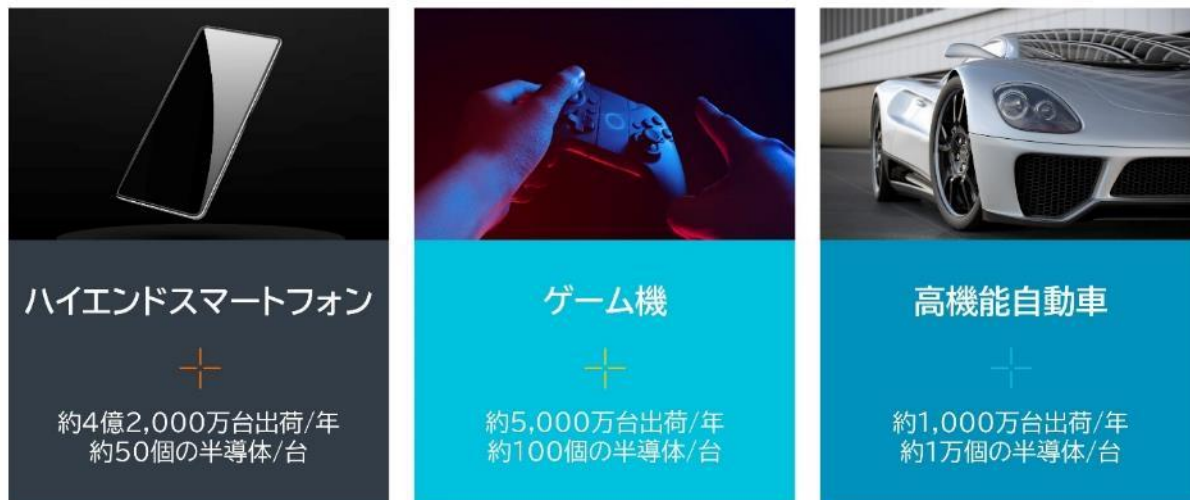 ハイエンドスマートフォン
約4億2,000万台出荷/年
約50個の半導体/台
ゲーム機
約5,000万台出荷/年
約100個の半導体/台
高機能自動車
約1,000万台出荷/年
約1万個の半導体/台